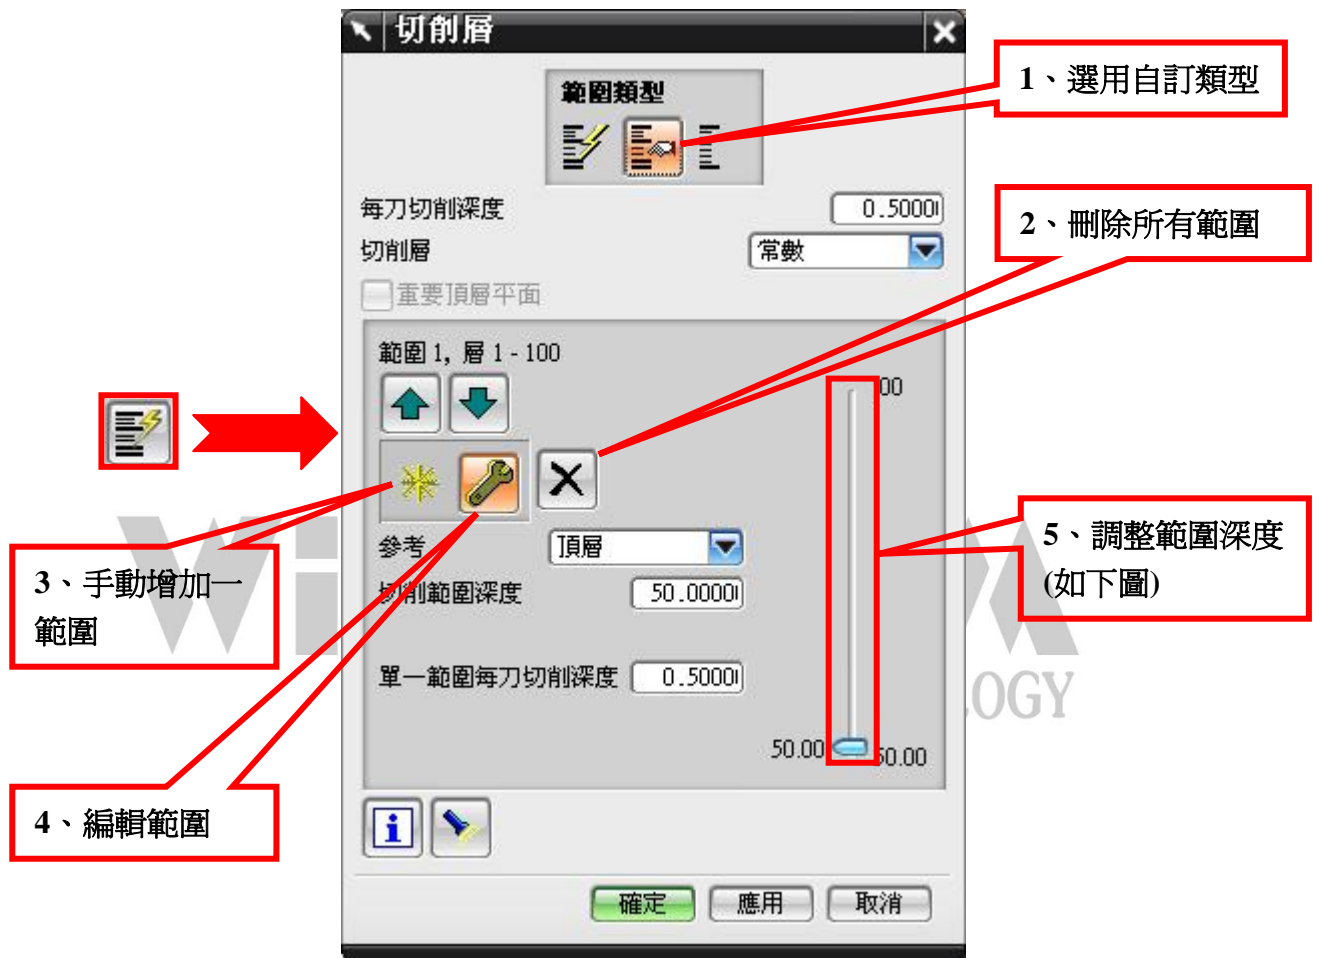 切削層
範圍類型
1、選用自訂類型
每刀切削深度
0.5000
2、刪除所有範圍
切削層
常數
重要頂層平面
範圍 1, 層 1 - 100
00
參考
頂層
5、調整範圍深度
(如下圖)
3、手動增加一
範圍
切削範圍深度
50.0000
單一範圍每刀切削深度
0.5000
OGY
50.00
50.00
4、編輯範圍
確定
應用
取消